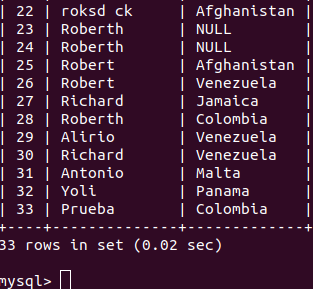 | 22 | roksd ck | Afghanistan |
| 23 | Roberth | NULL |
| 24 | Roberth | NULL |
| 25 | Robert | Afghanistan |
| 26 | Robert | Venezuela |
| 27 | Richard | Jamaica |
| 28 | Roberth | Colombia |
| 29 | Alirio | Venezuela |
| 30 | Richard | Venezuela |
| 31 | Antonio | Malta |
| 32 | Yoli | Panama |
| 33 | Prueba | Colombia |
+----+--------------+-------------+
33 rows in set (0.02 sec)
mysql>